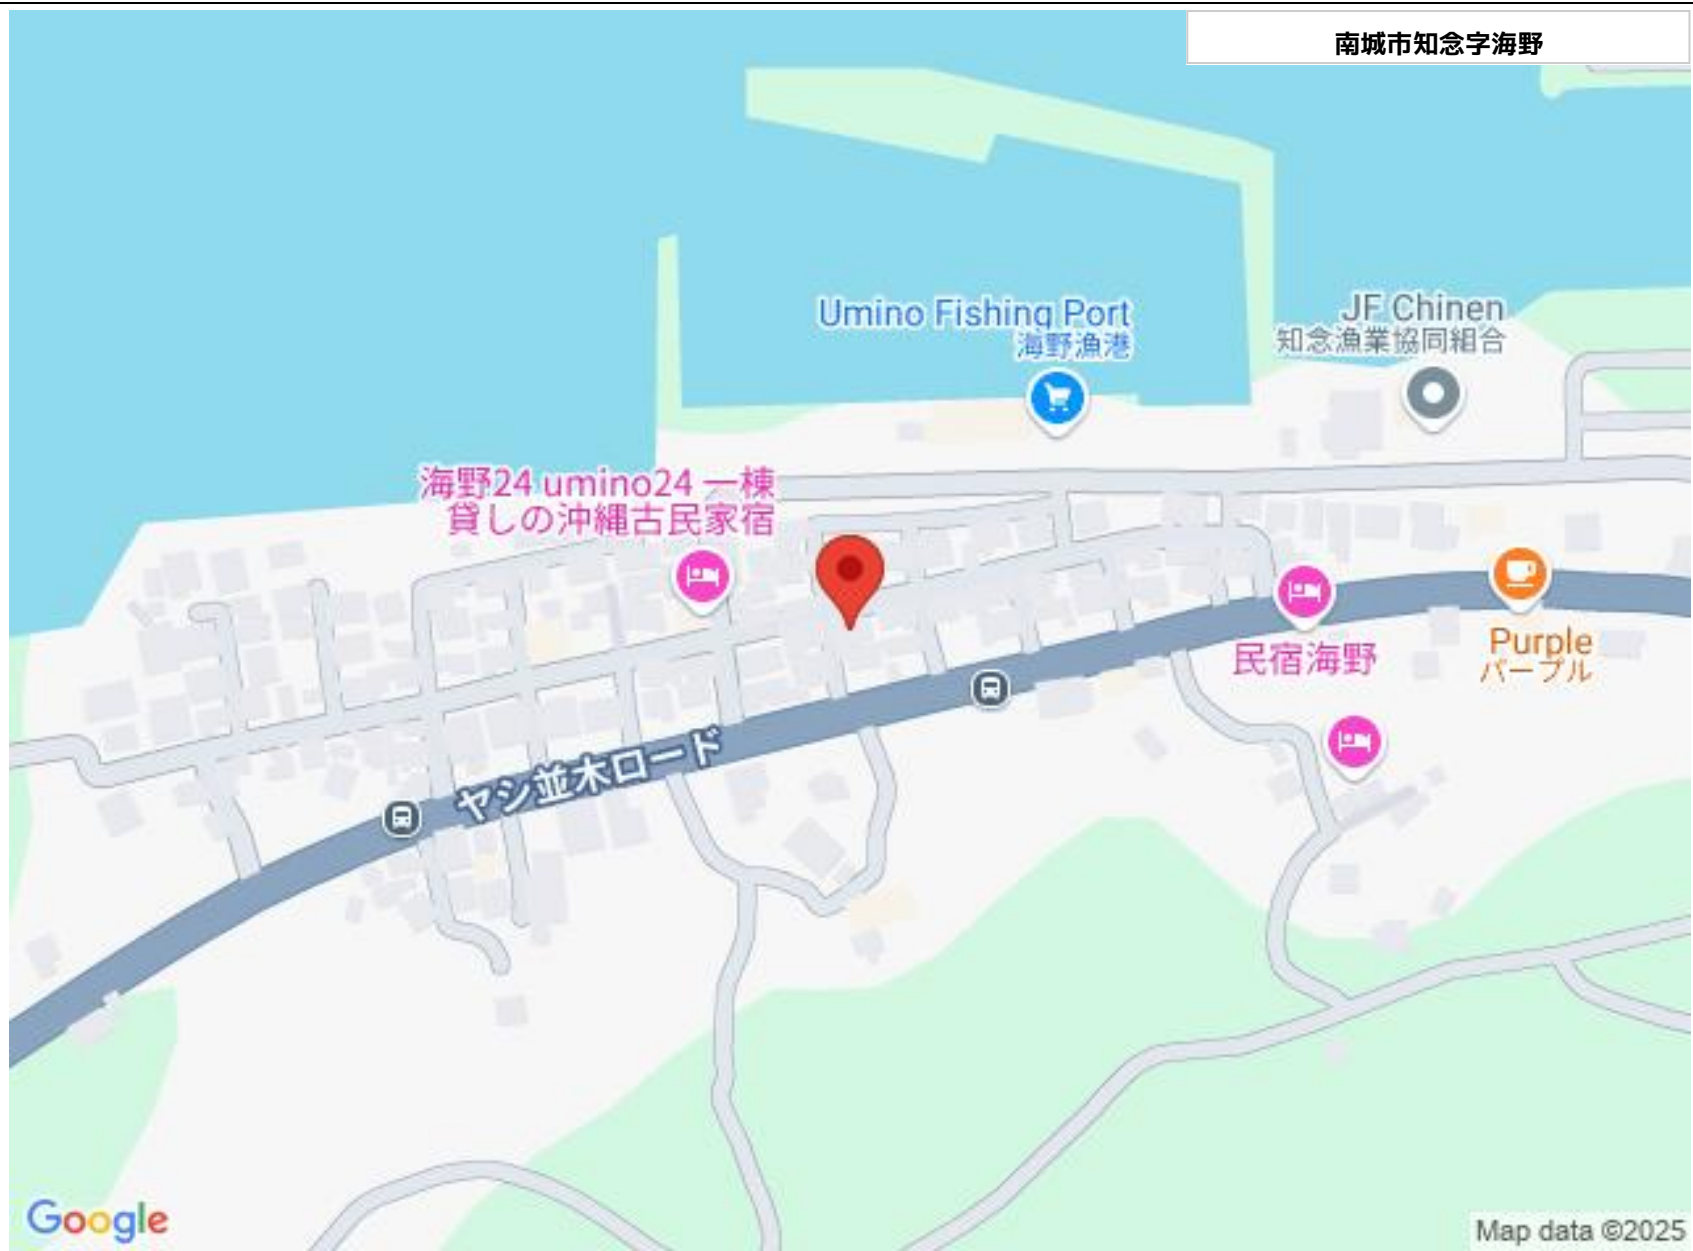 南城市知念字海野
Umino Fishing Port
海野漁港
JF Chinen
知念漁業協同組合
海野24 umino24 一棟
貸しの沖縄古民家宿
民宿海野
Purple
パープル
ヤシ並木ロード
Google
Map data ©2025